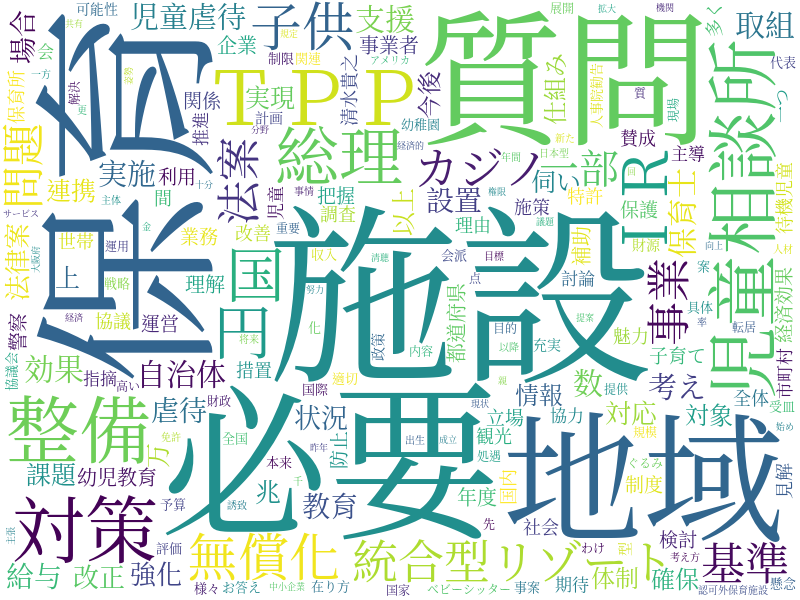 保育
質問
施設
必要
地域
児童相談所
TPP
IR
総理
国
円
整備
対策
無償化
統合型リゾート
基準
法案
カジノ
部
子供
児童虐待
支援
取組
場合
会
可能性
企業
事業者
制限
関連
展開
拡大
機関
アメリカ
多く
代表
一つ
仕組み
今後
清水貴之
実現
関係
推進
計画
分野
幼稚園
人事院勧告
現場
質
新た
日本型
年間
経済的
賛成
主導
問題
保育所
解決
一方
共有
規定
姿勢
実施
利用
連携
間
児童
把握
調査
以上
設置
伺い
施策
特許
保護
保育士
待機児童
事業
法律案
世帯
業務
改善
収入
理由
補助
財源
向上
サービス
主体
事情
十分
権限
議題
上
運用
金
大阪府
戦略
理解
重要
会派
目標
討論
都道府県
案
具体
経済効果
警察
協議
運営
経済
将来
努力
清聴
点
化
政策
内容
以降
目的
充実
提案
魅力
率
転居
市町村
協議会
効果
指摘
高い
自治体
措置
国際
適切
情報
数
提供
親
子育て
考え
全体
受皿
始め
虐待
財政
状況
立場
協力
対応
対象
現状
規模
課題
幼児教育
万
免許
全国
本来
防止
昨年
出生
成立
観光
処遇
国内
ぐるみ
制度
見解
兆
教育
年度
千
先
社会
わけ
型
検討
考え方
主張
予算
評価
誘致
給与
改正
強化
様々
お答え
中小企業
在り方
国家
ベビーシッター
事案
期待
体制
確保
認可外保育施設
懸念